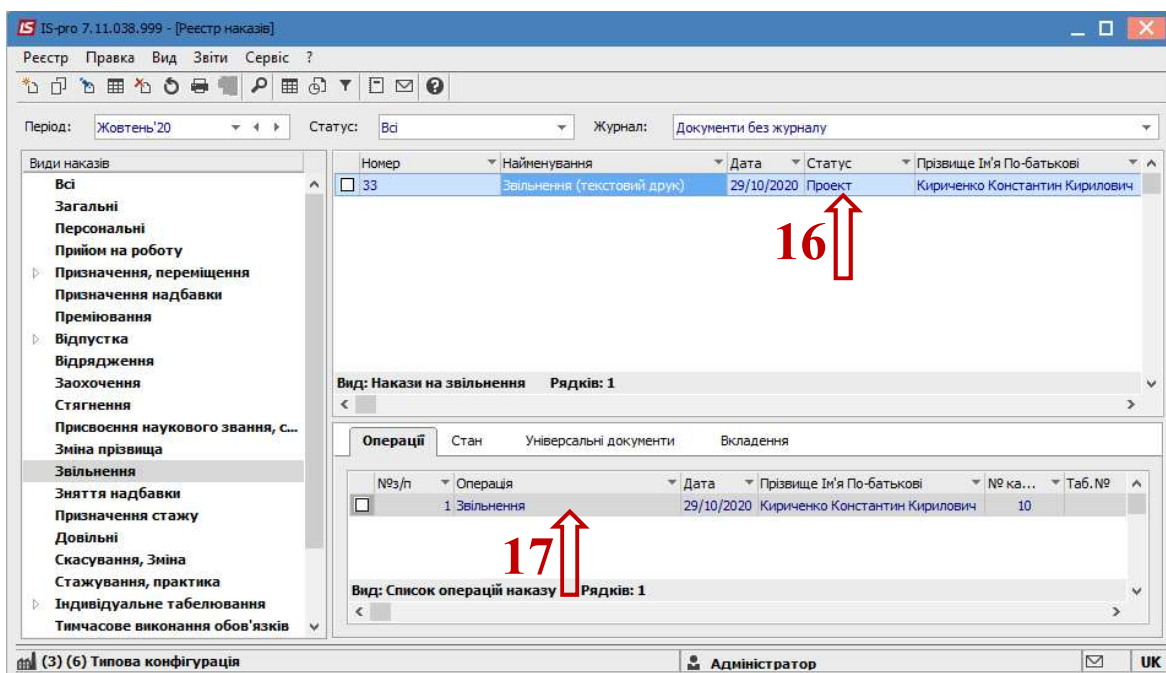 IS-pro 7.11.038.999 - [Реєстр наказів]
Реєстр Правка Вид Звіти Сервіс ?
Період: Жовтень'20 Статус: Всі Журнал: Документи без журналу
Види наказів
Всі
Загальні
Персональні
Прийом на роботу
Призначення, переміщення
Призначення надбавки
Преміювання
Відпустка
Відрядження
Заохочення
Стягнення
Присвоєння наукового звання, с...
Зміна прізвища
Звільнення
Зняття надбавки
Призначення стажу
Довільні
Скасування, Зміна
Стажування, практика
Індивідуальне табелювання
Тимчасове виконання обов'язків
Номер Найменування Дата Статус Прізвище Ім'я По-батькові
33 Звільнення (текстовий друк) 29/10/2020 Проект Кириченко Константин Кирилович
16
Вид: Накази на звільнення Рядків: 1
Операції Стан Універсальні документи Вкладення
№з/п Операція Дата Прізвище Ім'я По-батькові № ка... Таб.№
1 Звільнення 29/10/2020 Кириченко Константин Кирилович 10
17
Вид: Список операцій наказу Рядків: 1
(3) (6) Типова конфігурація Адміністратор UK